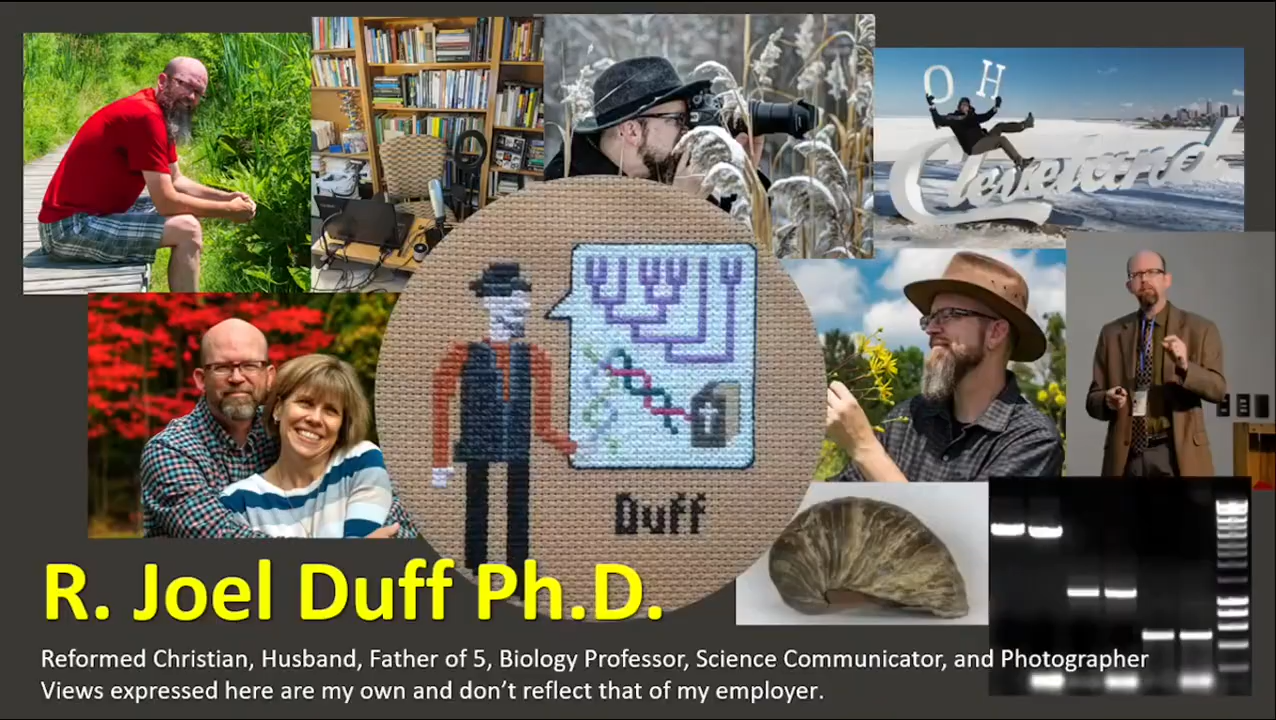 O H
Cleveland
Duff
R. Joel Duff Ph.D.
Reformed Christian, Husband, Father of 5, Biology Professor, Science Communicator, and Photographer
Views expressed here are my own and don't reflect that of my employer.